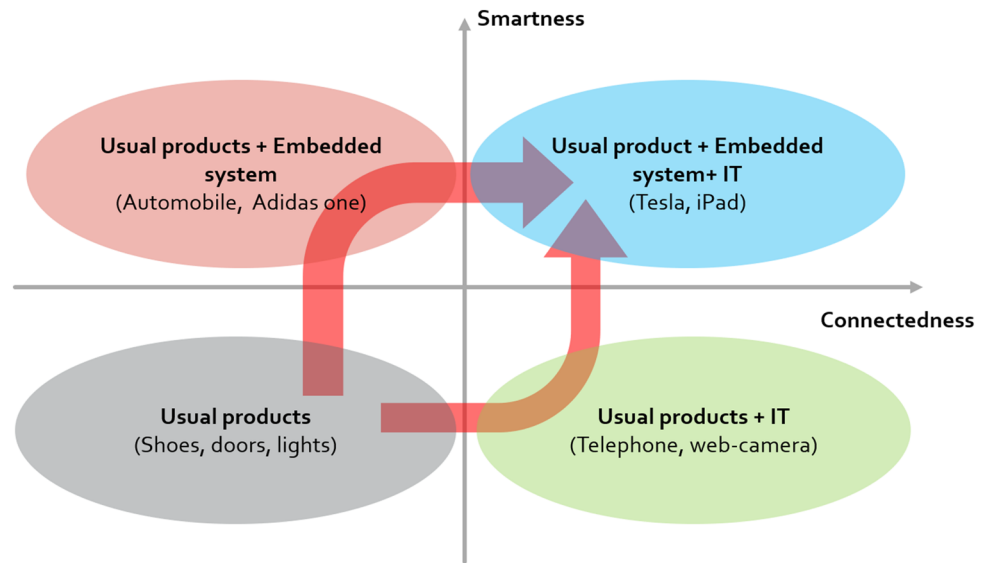 Smartness
Usual products + Embedded
system
(Automobile, Adidas one)
Usual product + Embedded
system+ IT
(Tesla, iPad)
Connectedness
Usual products
(Shoes, doors, lights)
Usual products + IT
(Telephone, web-camera)